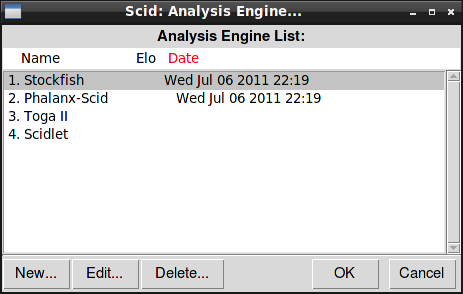 Scid: Analysis Engine...
Analysis Engine List:
Name Elo Date
1. Stockfish Wed Jul 06 2011 22:19
2. Phalanx-Scid Wed Jul 06 2011 22:19
3. Toga II
4. Scidlet
New... Edit... Delete... OK Cancel